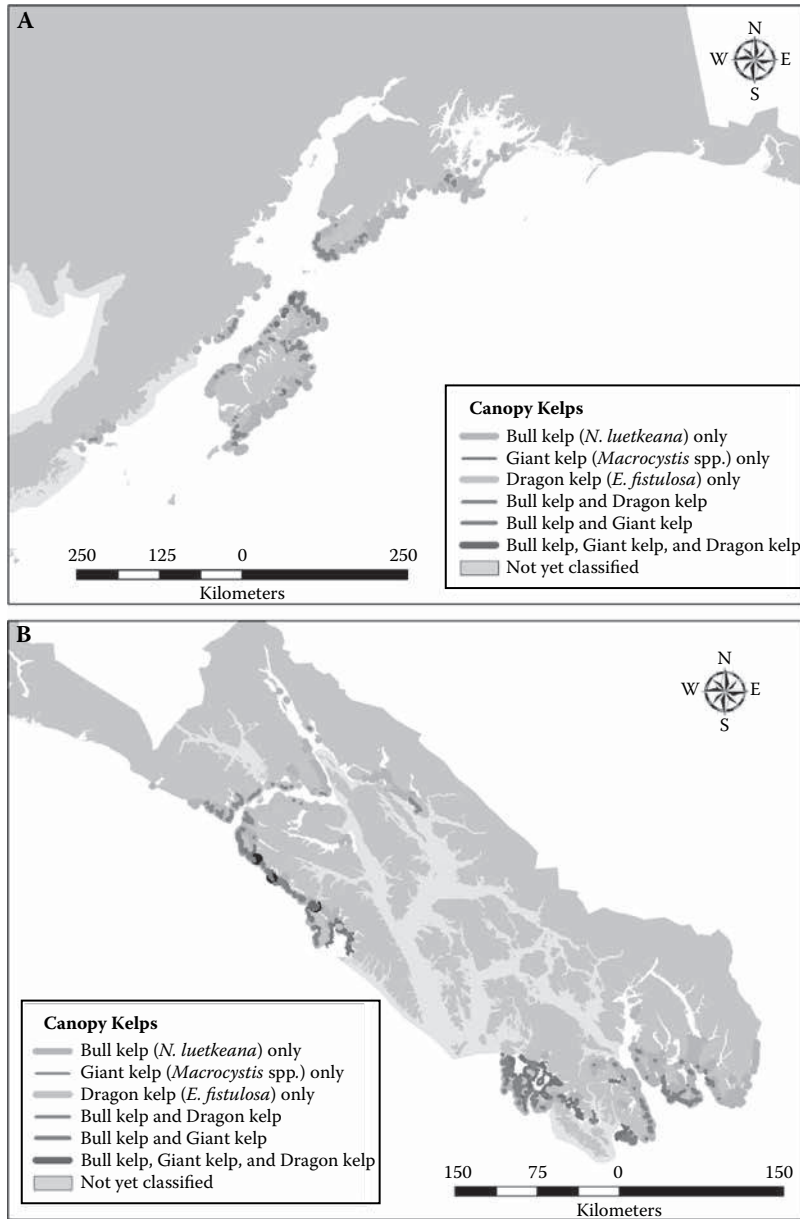 A
N
W E
S
Canopy Kelps
Bull kelp (N. luetkeana) only
Giant kelp (Macrocystis spp.) only
Dragon kelp (E. fistulosa) only
Bull kelp and Dragon kelp
Bull kelp and Giant kelp
Bull kelp, Giant kelp, and Dragon kelp
Not yet classified
250 125 0 250
Kilometers
B
N
W E
S
Canopy Kelps
Bull kelp (N. luetkeana) only
Giant kelp (Macrocystis spp.) only
Dragon kelp (E. fistulosa) only
Bull kelp and Dragon kelp
Bull kelp and Giant kelp
Bull kelp, Giant kelp, and Dragon kelp
Not yet classified
150 75 0 150
Kilometers